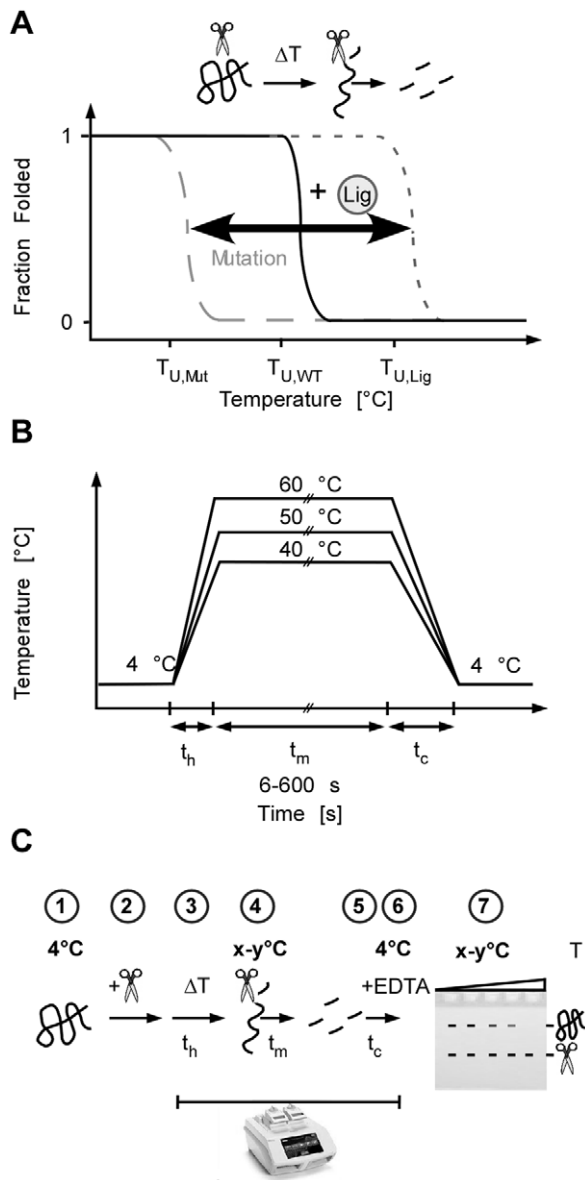 A
ΔT
1
Fraction Folded
+ Lig
Mutation
0
T_U,Mut T_U,WT T_U,Lig
Temperature [°C]
B
Temperature [°C]
60 °C
50 °C
40 °C
4 °C 4 °C
t_h t_m t_c
6-600 s
Time [s]
C
1 2 3 4 5 6 7
4°C x-y°C 4°C x-y°C T
+ ΔT +EDTA
t_h t_m t_c